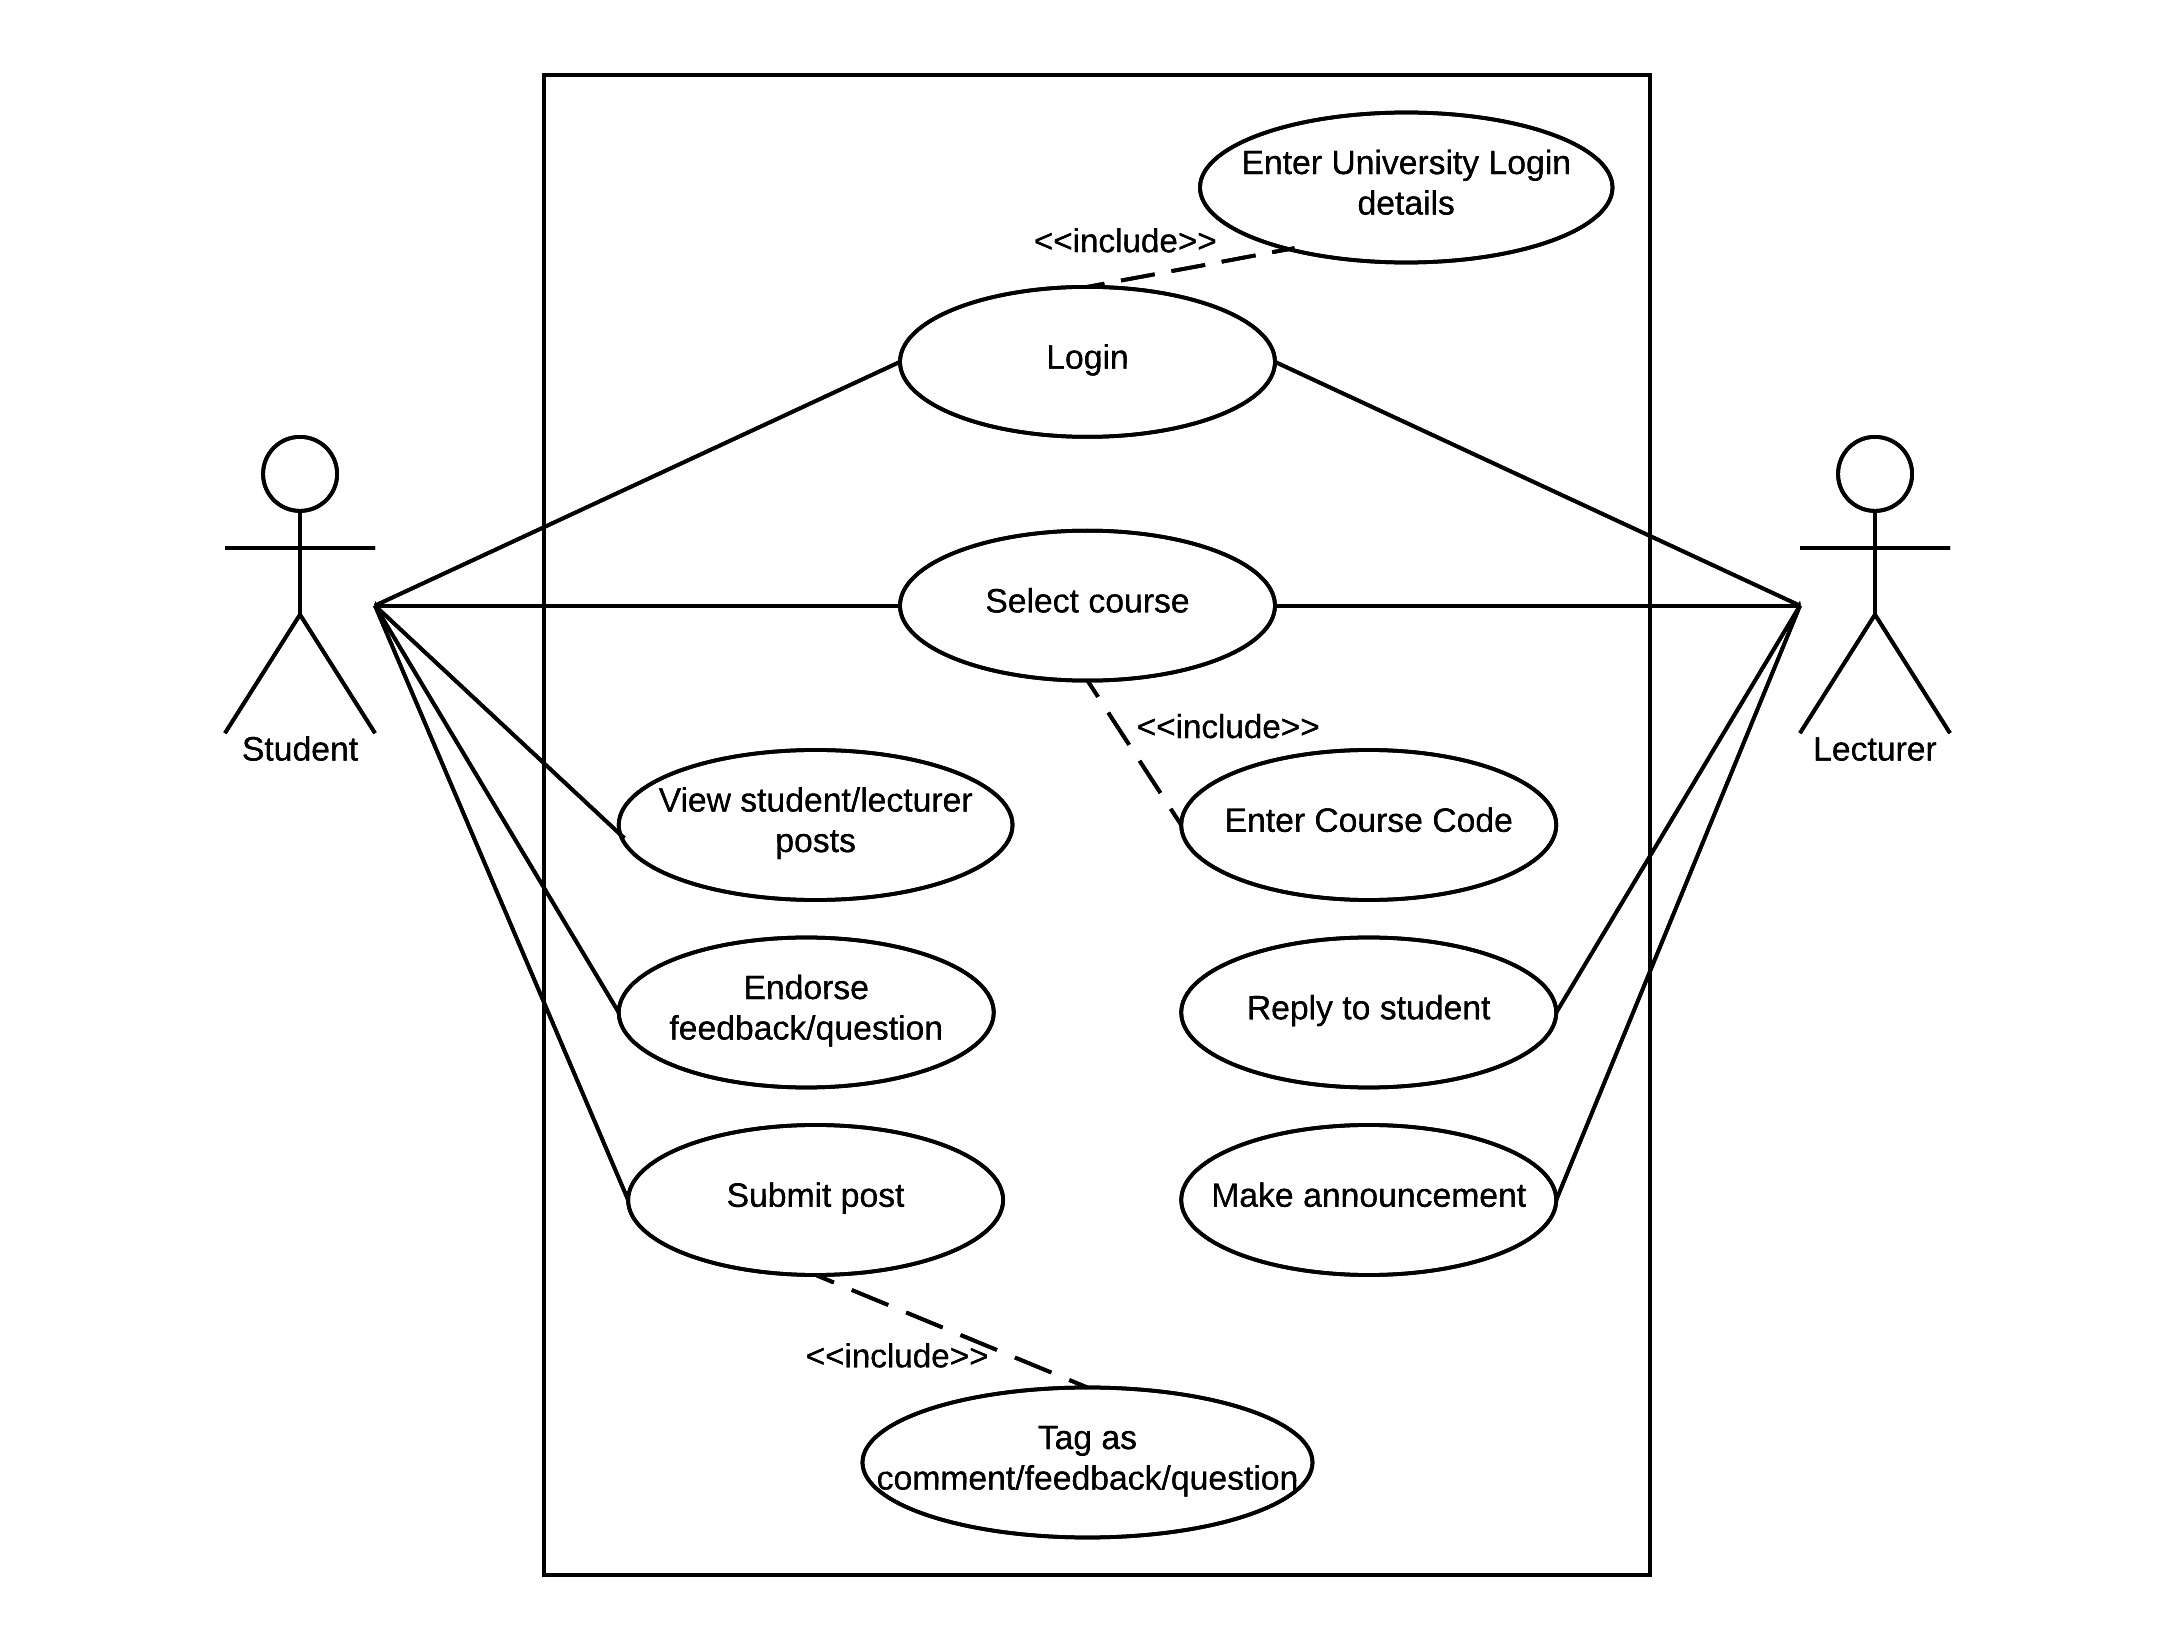 Enter University Login
details
<<include>>
Login
Select course
Student
Lecturer
<<include>>
View student/lecturer
posts
Enter Course Code
Endorse
feedback/question
Reply to student
Submit post
Make announcement
<<include>>
Tag as
comment/feedback/question